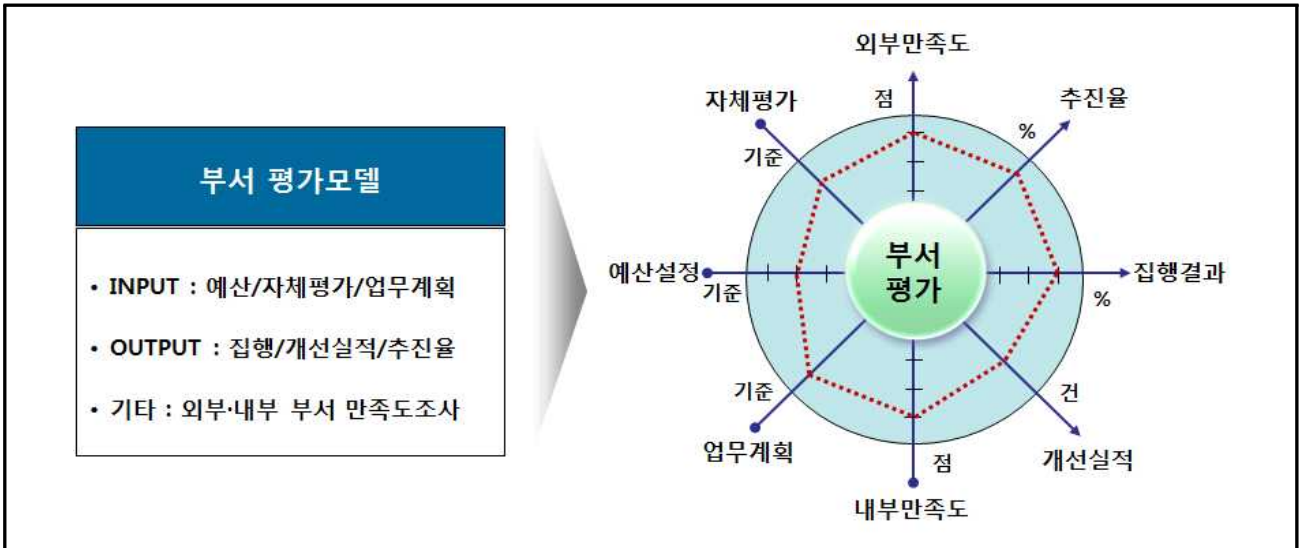 부서 평가모델
• INPUT : 예산/자체평가/업무계획
• OUTPUT : 집행/개선실적/추진율
• 기타 : 외부·내부 부서 만족도조사
외부만족도
점
자체평가
기준
추진율
%
예산설정
기준
부서
평가
집행결과
%
기준
업무계획
건
개선실적
점
내부만족도